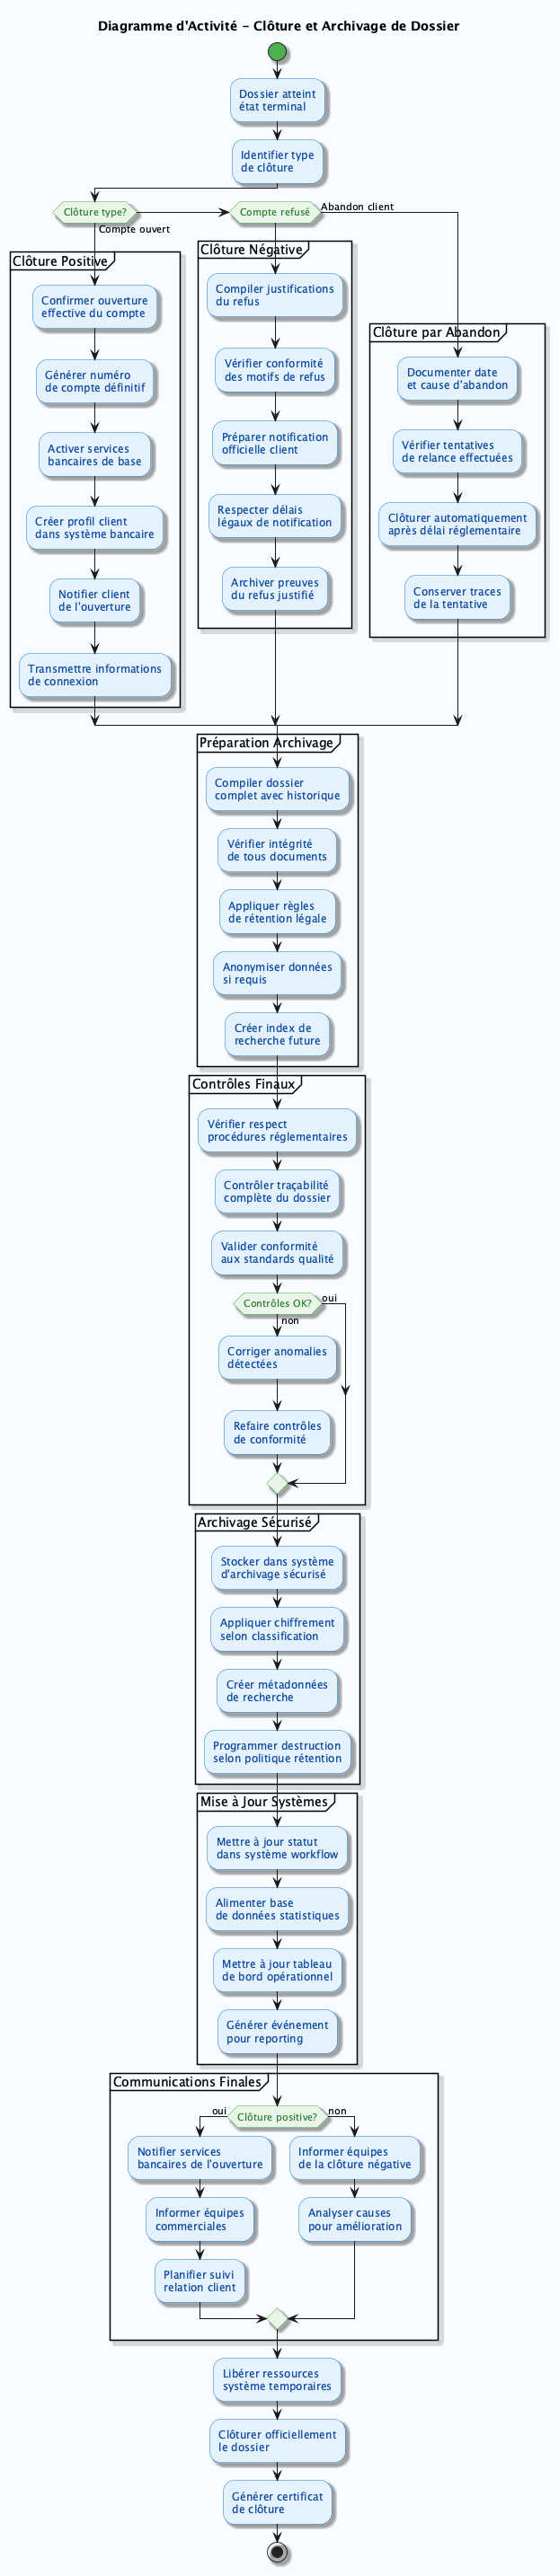 Diagramme d'Activité - Clôture et Archivage de Dossier
Dossier atteint
état terminal
Identifier type
de clôture
Clôture type?
Compte ouvert
Compte refusé
Abandon client
Clôture Positive
Confirmer ouverture
effective du compte
Générer numéro
de compte définitif
Activer services
bancaires de base
Créer profil client
dans système bancaire
Notifier client
de l'ouverture
Transmettre informations
de connexion
Clôture Négative
Compiler justifications
du refus
Vérifier conformité
des motifs de refus
Préparer notification
officielle client
Respecter délais
légaux de notification
Archiver preuves
du refus justifié
Clôture par Abandon
Documenter date
et cause d'abandon
Vérifier tentatives
de relance effectuées
Clôturer automatiquement
après délai réglementaire
Conserver traces
de la tentative
Préparation Archivage
Compiler dossier
complet avec historique
Vérifier intégrité
de tous documents
Appliquer règles
de rétention légale
Anonymiser données
si requis
Créer index de
recherche future
Contrôles Finaux
Vérifier respect
procédures réglementaires
Contrôler traçabilité
complète du dossier
Valider conformité
aux standards qualité
Contrôles OK?
oui
non
Corriger anomalies
détectées
Refaire contrôles
de conformité
Archivage Sécurisé
Stocker dans système
d'archivage sécurisé
Appliquer chiffrement
selon classification
Créer métadonnées
de recherche
Programmer destruction
selon politique rétention
Mise à Jour Systèmes
Mettre à jour statut
dans système workflow
Alimenter base
de données statistiques
Mettre à jour tableau
de bord opérationnel
Générer événement
pour reporting
Communications Finales
oui
Clôture positive?
non
Notifier services
bancaires de l'ouverture
Informer équipes
commerciales
Planifier suivi
relation client
Informer équipes
de la clôture négative
Analyser causes
pour amélioration
Libérer ressources
système temporaires
Clôturer officiellement
le dossier
Générer certificat
de clôture